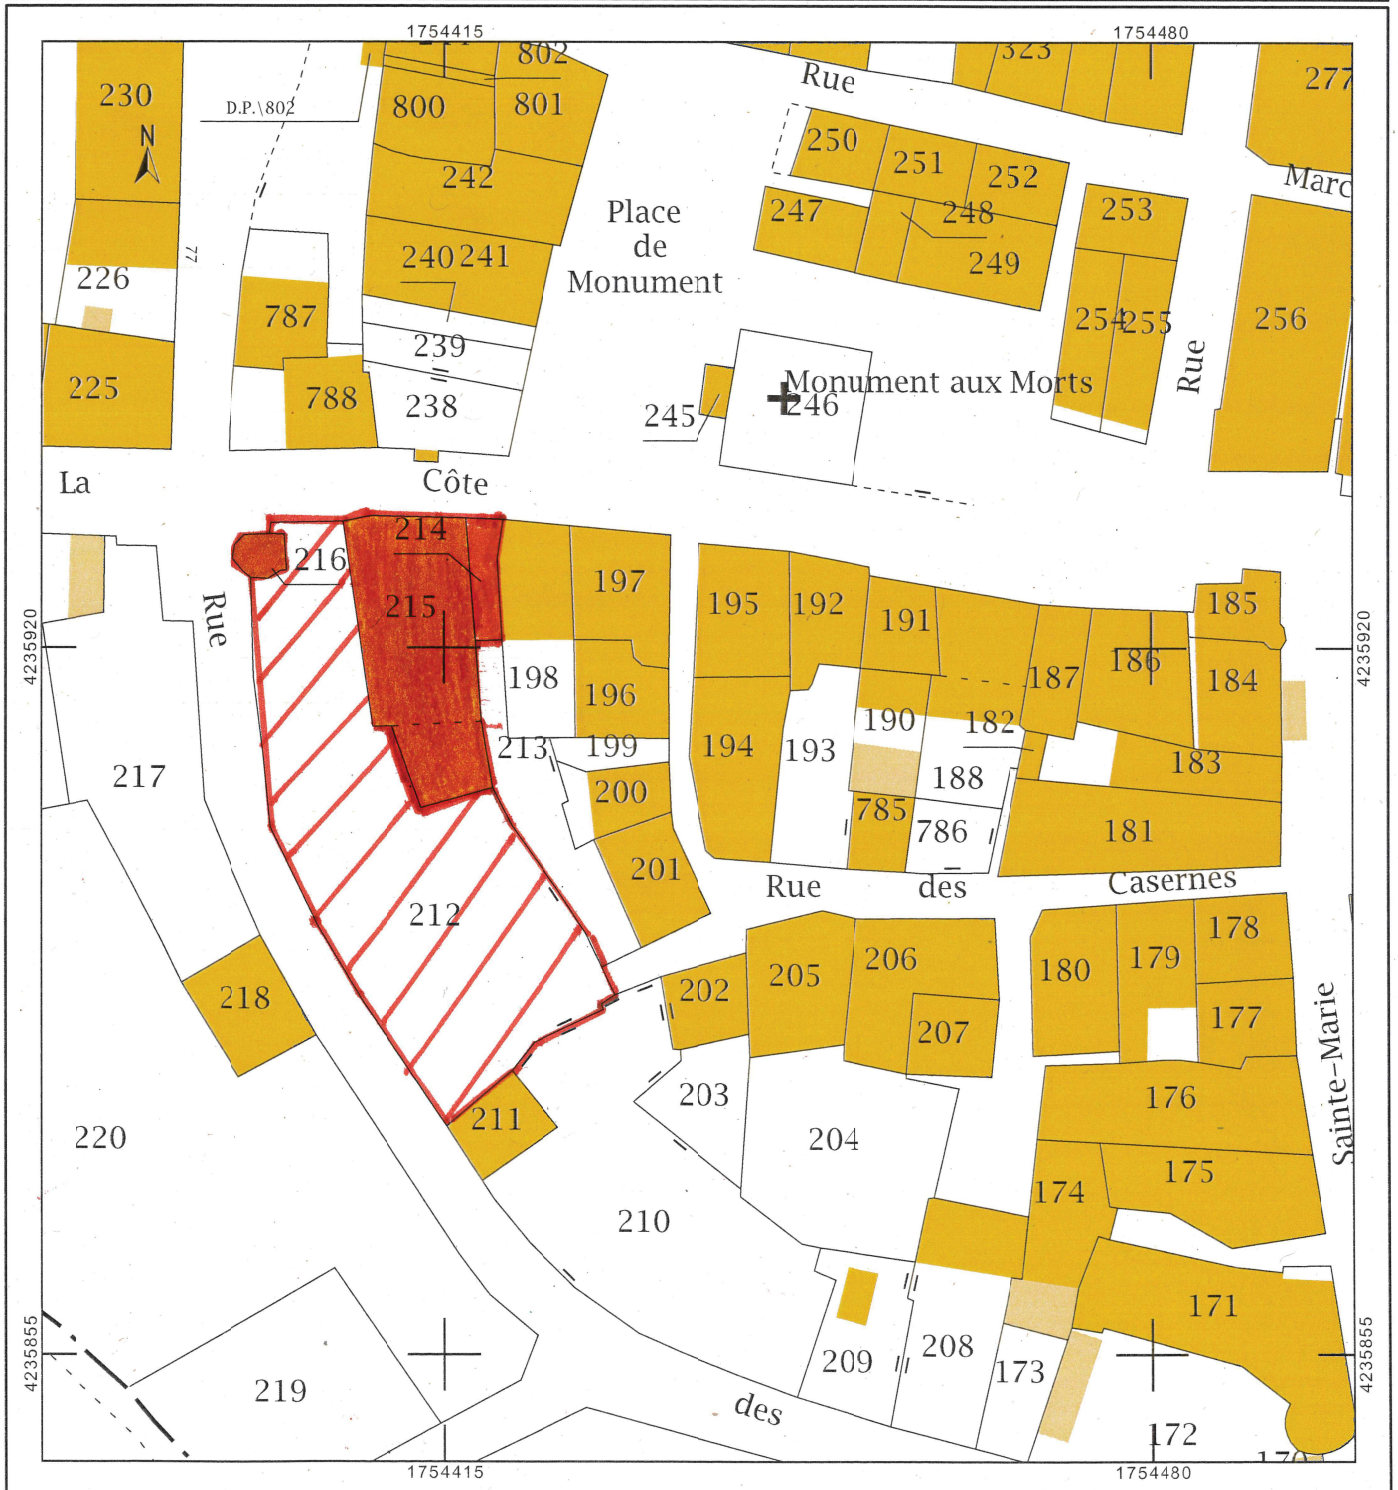 1754415 1754480
802 323 277
230 D.P.\802 800 801 Rue
N
250 251 252 Marc
242
Place
de
Monument
247 248 253
77
226 240 241 249
787 239 254 255 256
225 788 238 245 Monument aux Morts Rue
246
La Côte
214
216 197 195 192 191 185
Rue 215
4235920 4235920
198 196 187 186 184
213 199 190 182
217 194 193 188 183
200 785 786 181
201 Rue des Casernes
212 178
218 202 205 206 180 179
207 177
211 203 176
220 204 175
174
210 Sainte-Marie
171
209 208 173
4235855 4235855
219 des
172
170
1754415 1754480